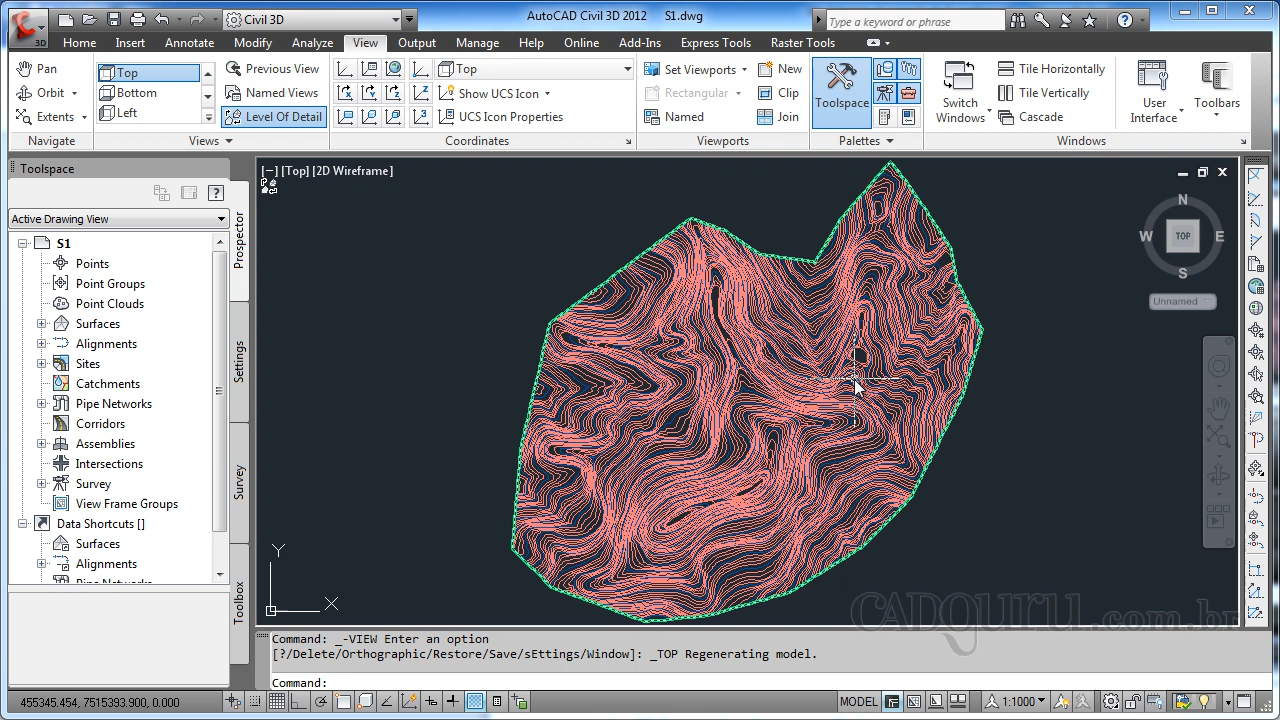 Civil 3D
AutoCAD Civil 3D 2012 S1.dwg
Type a keyword or phrase
3D
Home Insert Annotate Modify Analyze View Output Manage Help Online Add-Ins Express Tools Raster Tools
Pan
Orbit
Extents
Navigate
Top
Bottom
Left
Previous View
Named Views
Level Of Detail
Views
Top
Show UCS Icon
UCS Icon Properties
Coordinates
Set Viewports
Rectangular
Named
New
Clip
Join
Viewports
Toolspace
Palettes
Switch
Windows
Tile Horizontally
Tile Vertically
Cascade
User
Interface
Toolbars
Windows
Toolspace
Active Drawing View
S1
Points
Point Groups
Point Clouds
Surfaces
Alignments
Sites
Catchments
Pipe Networks
Corridors
Assemblies
Intersections
Survey
View Frame Groups
Data Shortcuts []
Surfaces
Alignments
Pipe Networks
Prospector
Settings
Survey
Toolbox
[−] [Top] [2D Wireframe]
N
W TOP E
S
Unnamed
Y
X
CADguru.com.br
Command: _-VIEW Enter an option
[?/Delete/Orthographic/Restore/Save/sEttings/Window]: _TOP Regenerating model.
Command:
455345.454, 7515393.900, 0.000
MODEL
1:1000